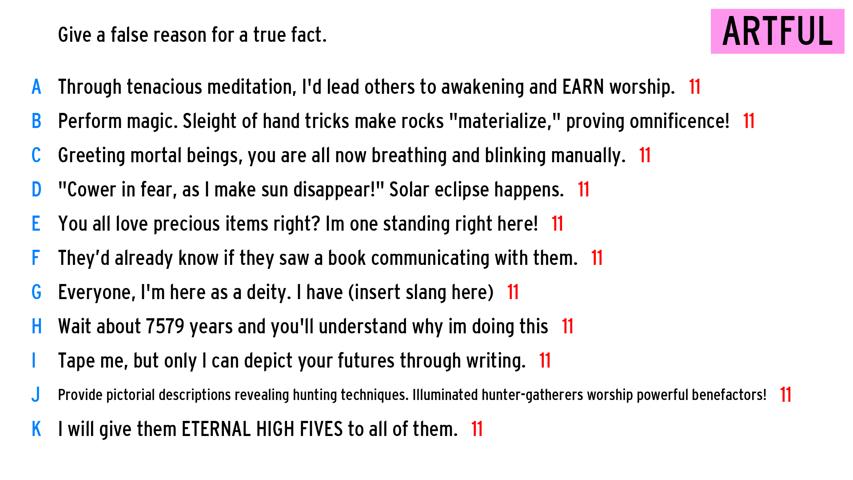 Give a false reason for a true fact.
ARTFUL
A Through tenacious meditation, I'd lead others to awakening and EARN worship. 11
B Perform magic. Sleight of hand tricks make rocks "materialize," proving omnificence! 11
C Greeting mortal beings, you are all now breathing and blinking manually. 11
D "Cower in fear, as I make sun disappear!" Solar eclipse happens. 11
E You all love precious items right? Im one standing right here! 11
F They'd already know if they saw a book communicating with them. 11
G Everyone, I'm here as a deity. I have (insert slang here) 11
H Wait about 7579 years and you'll understand why im doing this 11
I Tape me, but only I can depict your futures through writing. 11
J Provide pictorial descriptions revealing hunting techniques. Illuminated hunter-gatherers worship powerful benefactors! 11
K I will give them ETERNAL HIGH FIVES to all of them. 11